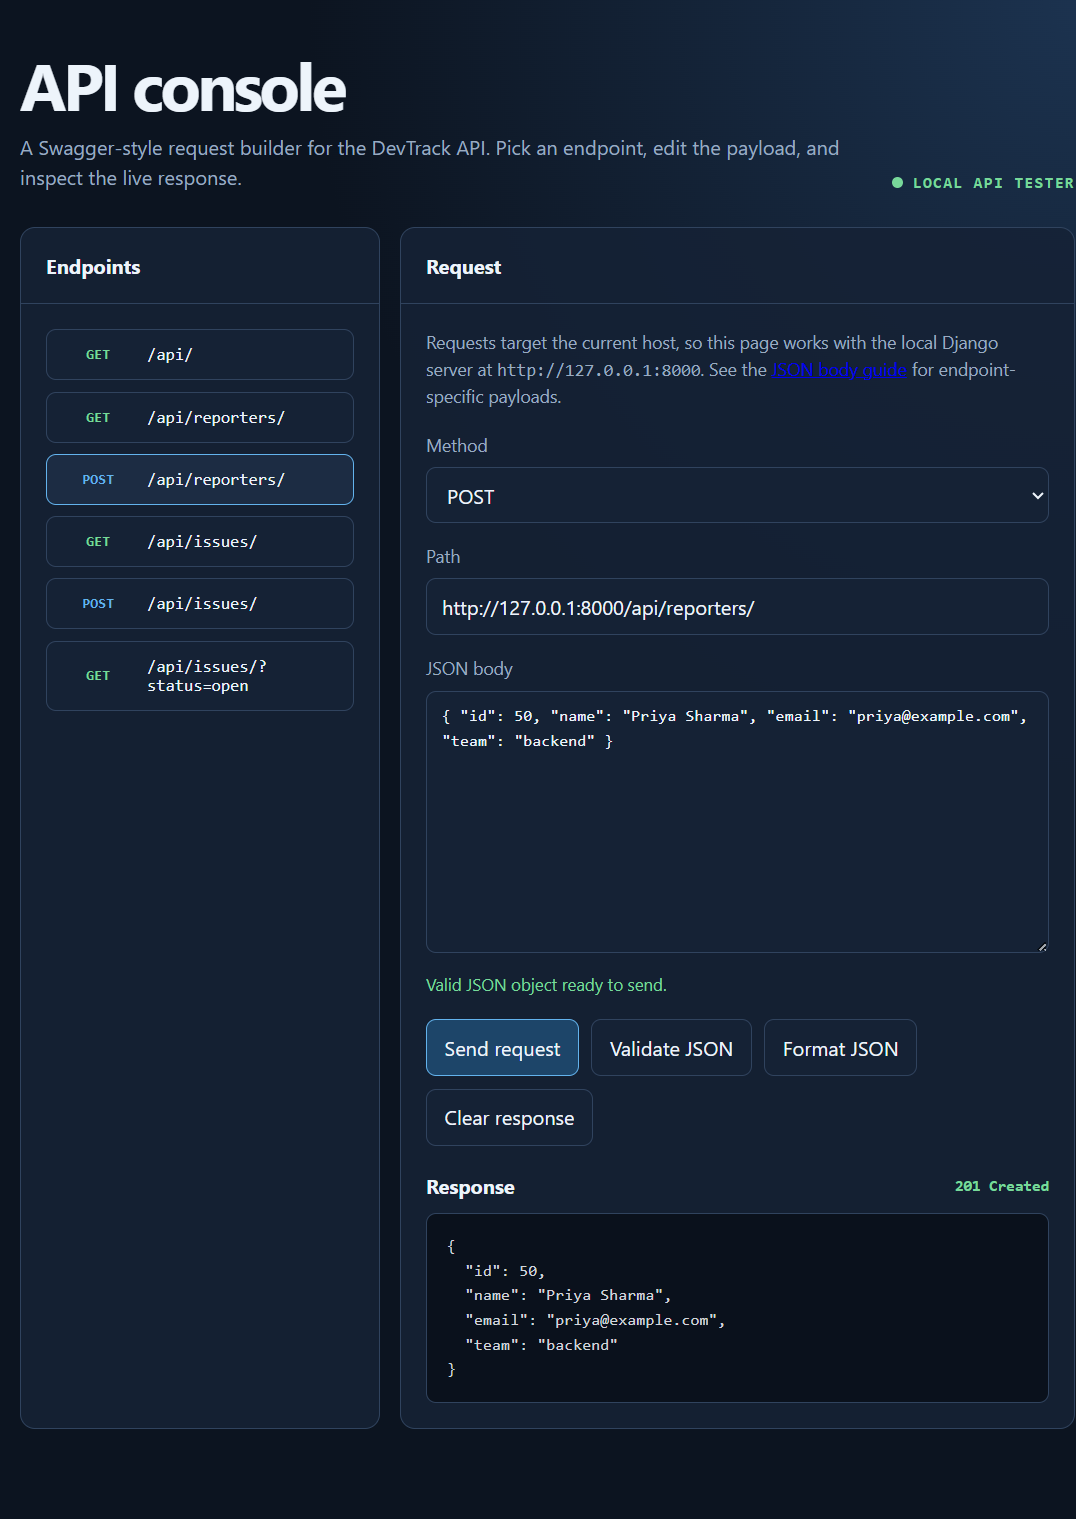 API console
A Swagger-style request builder for the DevTrack API. Pick an endpoint, edit the payload, and
inspect the live response.
LOCAL API TESTER
Endpoints
GET /api/
GET /api/reporters/
POST /api/reporters/
GET /api/issues/
POST /api/issues/
GET /api/issues/?
status=open
Request
Requests target the current host, so this page works with the local Django
server at http://127.0.0.1:8000. See the JSON body guide for endpoint-
specific payloads.
Method
POST
Path
http://127.0.0.1:8000/api/reporters/
JSON body
{ "id": 50, "name": "Priya Sharma", "email": "priya@example.com",
"team": "backend" }
Valid JSON object ready to send.
Send request Validate JSON Format JSON
Clear response
Response 201 Created
{
  "id": 50,
  "name": "Priya Sharma",
  "email": "priya@example.com",
  "team": "backend"
}